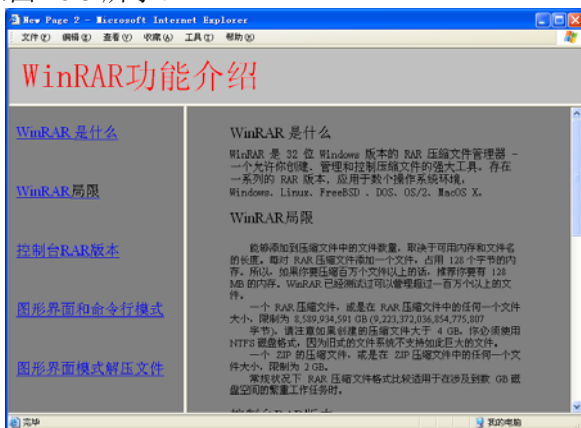 New Page 2 - Microsoft Internet Explorer
文件(F) 编辑(E) 查看(V) 收藏(A) 工具(T) 帮助(H)
WinRAR功能介绍
WinRAR 是什么
WinRAR局限
控制台RAR版本
图形界面和命令行模式
图形界面模式解压文件
WinRAR 是什么
WinRAR 是 32 位 Windows 版本的 RAR 压缩文件管理器 -
一个允许你创建、管理和控制压缩文件的强大工具。存在
一系列的 RAR 版本，应用于数个操作系统环境:
Windows、Linux、FreeBSD 、DOS、OS/2、MacOS X。
WinRAR局限
能够添加到压缩文件中的文件数量，取决于可用内存和文件名
的长度。每对 RAR 压缩文件添加一个文件，占用 128 个字节的内
存。所以，如果你要压缩百万个文件以上的话，推荐你要有 128
MB 的内存。WinRAR 已经测试过可以管理超过一百万个以上的文
件。
一个 RAR 压缩文件，或是在 RAR 压缩文件中的任何一个文件
大小，限制为 8,589,934,591 GB (9,223,372,036,854,775,807
字节)。请注意如果创建的压缩文件大于 4 GB，你必须使用
NTFS 磁盘格式，因为旧式的文件系统不支持如此巨大的文件。
一个 ZIP 的压缩文件，或是在 ZIP 压缩文件中的任何一个文
件大小，限制为 2 GB。
常规状况下 RAR 压缩文件格式比较适用于在涉及到数 GB 磁
盘空间的繁重工作任务时。
完毕
我的电脑